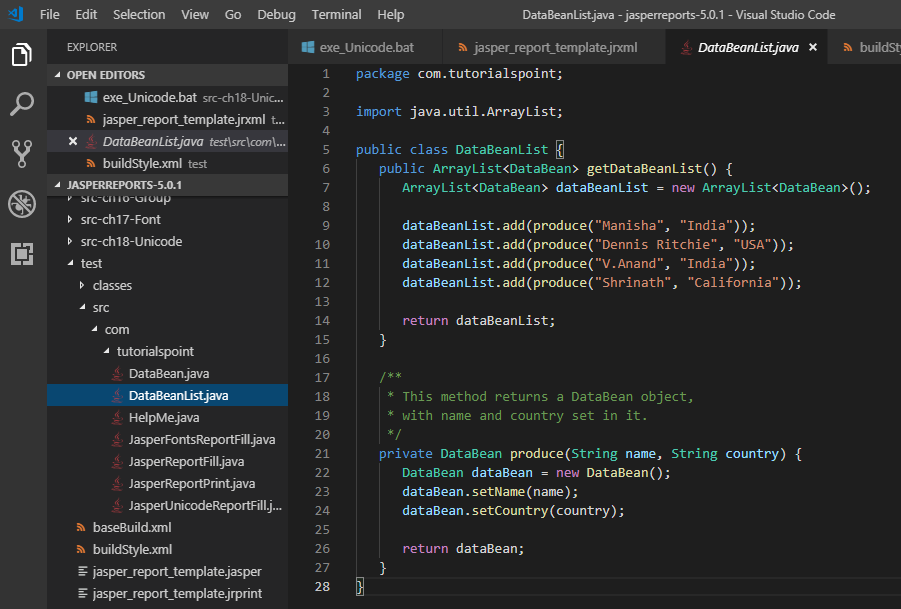 File Edit Selection View Go Debug Terminal Help DataBeanList.java - jasperreports-5.0.1 - Visual Studio Code
EXPLORER
OPEN EDITORS
exe_Unicode.bat src-ch18-Unic...
jasper_report_template.jrxml t...
DataBeanList.java test\src\com\...
buildStyle.xml test
JASPERREPORTS-5.0.1
src-ch16-Group
src-ch17-Font
src-ch18-Unicode
test
classes
src
com
tutorialspoint
DataBean.java
DataBeanList.java
HelpMe.java
JasperFontsReportFill.java
JasperReportFill.java
JasperReportPrint.java
JasperUnicodeReportFill.j...
baseBuild.xml
buildStyle.xml
jasper_report_template.jasper
jasper_report_template.jrprint
exe_Unicode.bat jasper_report_template.jrxml DataBeanList.java × buildSty
1 package com.tutorialspoint;
2
3 import java.util.ArrayList;
4
5 public class DataBeanList {
6 public ArrayList<DataBean> getDataBeanList() {
7 ArrayList<DataBean> dataBeanList = new ArrayList<DataBean>();
8
9 dataBeanList.add(produce("Manisha", "India"));
10 dataBeanList.add(produce("Dennis Ritchie", "USA"));
11 dataBeanList.add(produce("V.Anand", "India"));
12 dataBeanList.add(produce("Shrinath", "California"));
13
14 return dataBeanList;
15 }
16
17 /**
18 * This method returns a DataBean object,
19 * with name and country set in it.
20 */
21 private DataBean produce(String name, String country) {
22 DataBean dataBean = new DataBean();
23 dataBean.setName(name);
24 dataBean.setCountry(country);
25
26 return dataBean;
27 }
28 }